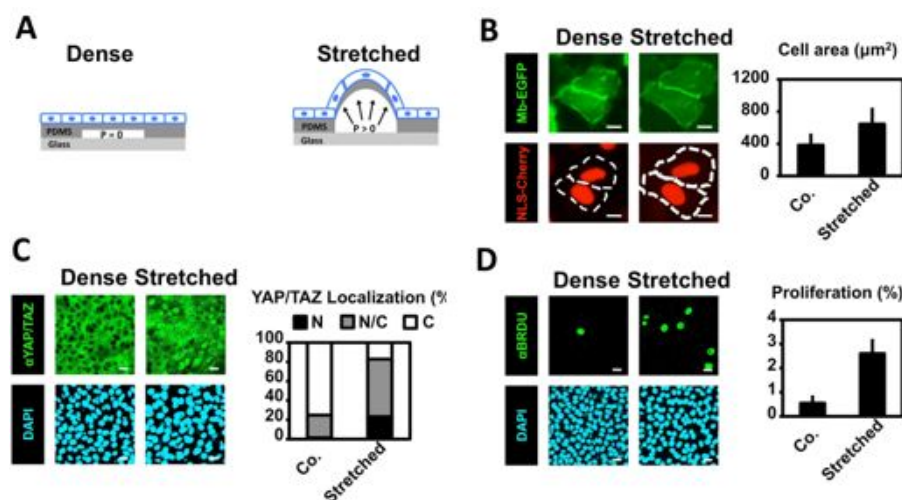 A
Dense
Stretched
PDMS
P = 0
Glass
PDMS
P > 0
Glass
B
Dense Stretched
Mb-EGFP
NLS-Cherry
Cell area (µm²)
1200
800
400
0
Co.
Stretched
C
Dense Stretched
αYAP/TAZ
DAPI
YAP/TAZ Localization (%
N N/C C
100
80
60
40
20
0
Co.
Stretched
D
Dense Stretched
αBRDU
DAPI
Proliferation (%)
4
3
2
1
0
Co.
Stretched